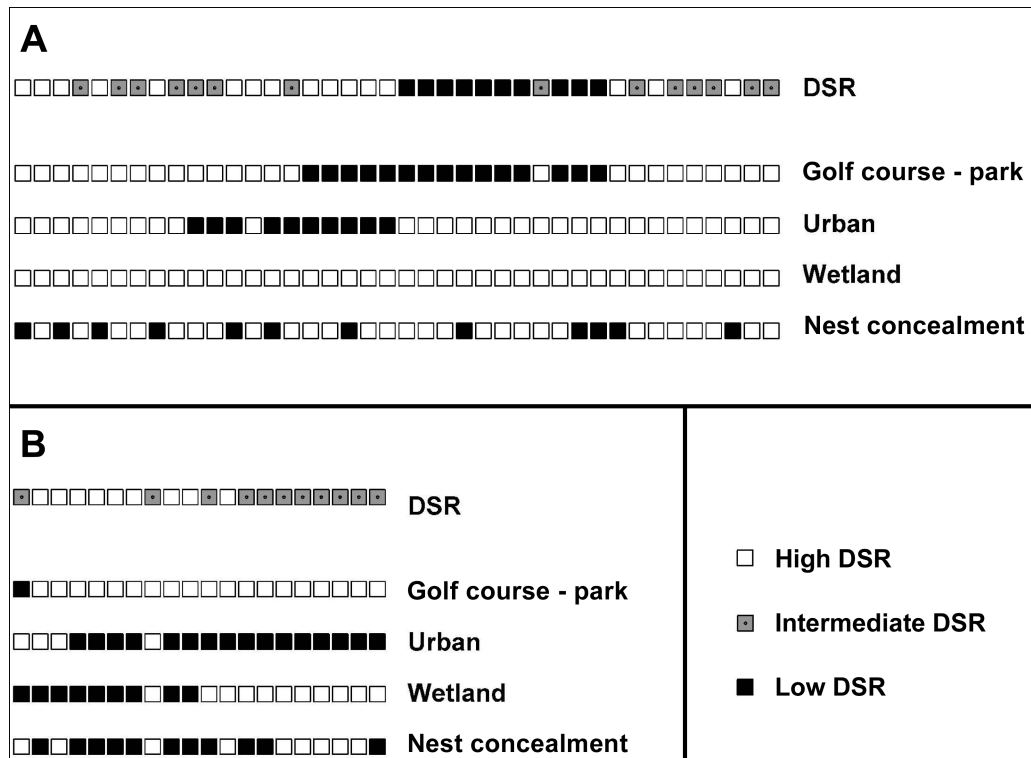 A
DSR
Golf course - park
Urban
Wetland
Nest concealment
B
DSR
Golf course - park
Urban
Wetland
Nest concealment
High DSR
Intermediate DSR
Low DSR